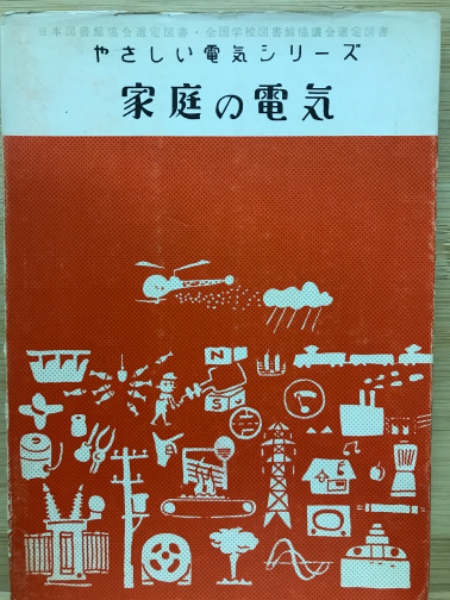 日本図書館協会選定図書・全国学校図書館協議会選定図書
やさしい電気シリーズ
家庭の電気
N
S